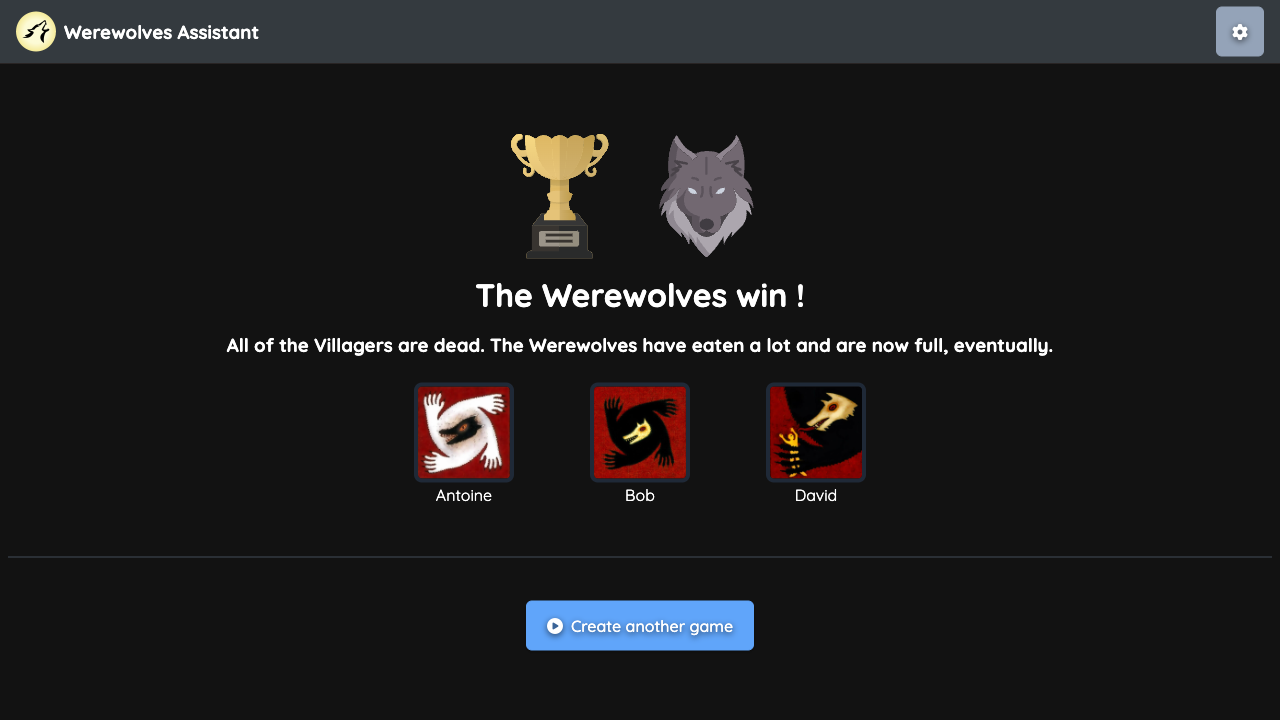 Werewolves Assistant
The Werewolves win !
All of the Villagers are dead. The Werewolves have eaten a lot and are now full, eventually.
Antoine
Bob
David
Create another game